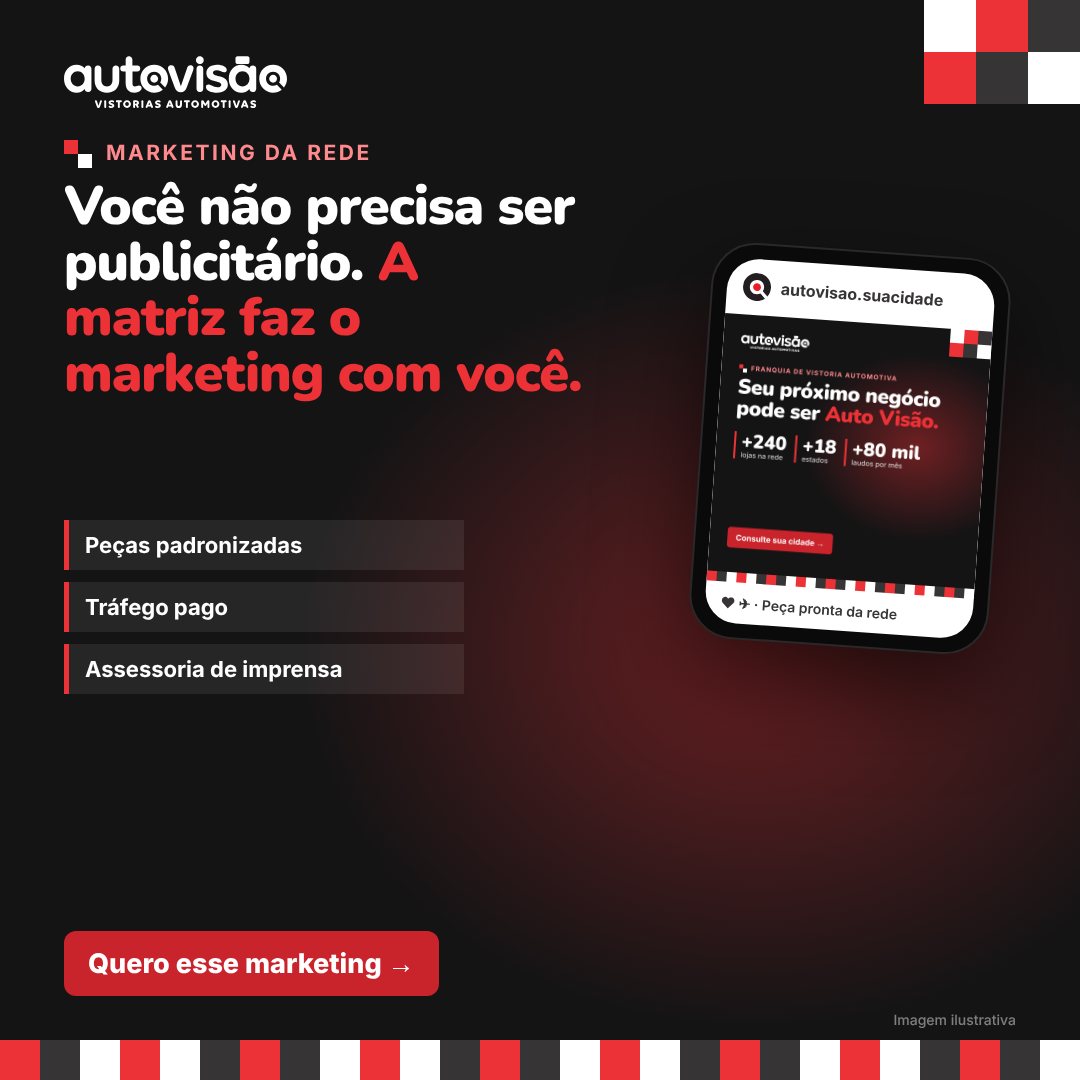 autovisão
VISTORIAS AUTOMOTIVAS
MARKETING DA REDE
Você não precisa ser
publicitário. A
matriz faz o
marketing com você.
Peças padronizadas
Tráfego pago
Assessoria de imprensa
autovisao.suacidade
autovisão
VISTORIAS AUTOMOTIVAS
FRANQUIA DE VISTORIA AUTOMOTIVA
Seu próximo negócio
pode ser Auto Visão.
+240 +18 +80 mil
lojas na rede estados laudos por mês
Consulte sua cidade →
♥ ✈ · Peça pronta da rede
Quero esse marketing →
Imagem ilustrativa